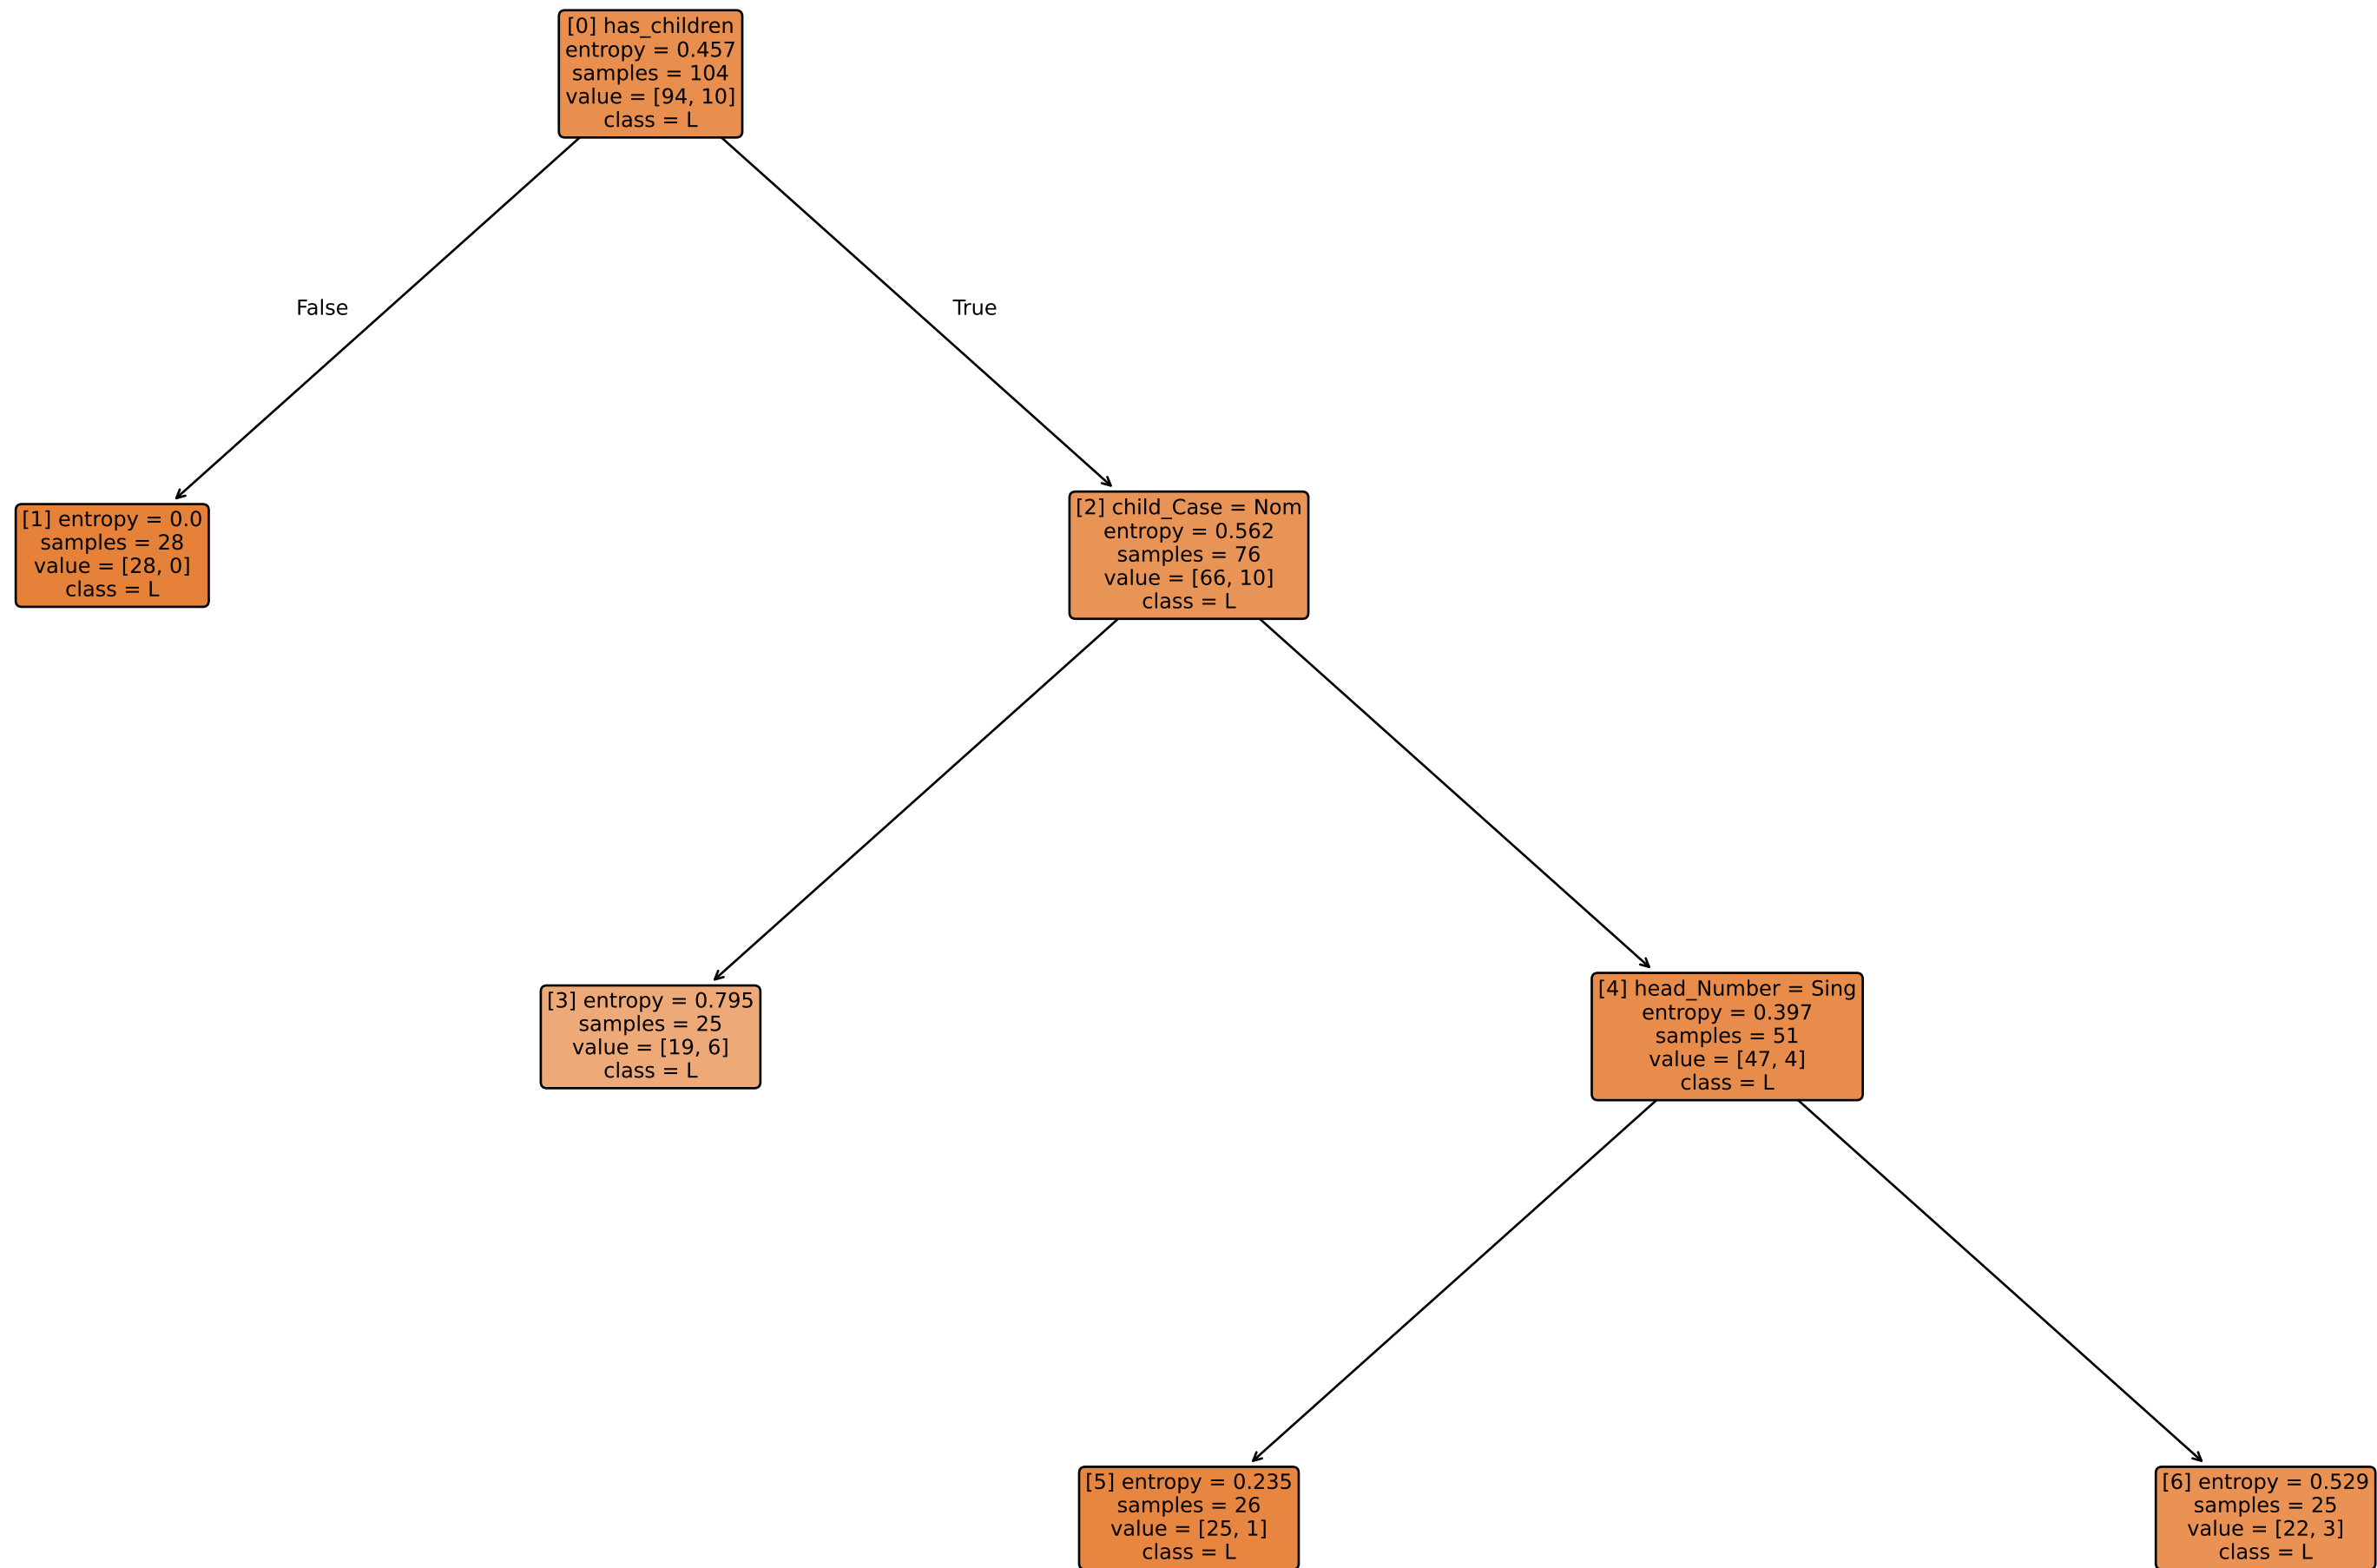 [0] has_children
entropy = 0.457
samples = 104
value = [94, 10]
class = L
False
True
[1] entropy = 0.0
samples = 28
value = [28, 0]
class = L
[2] child_Case = Nom
entropy = 0.562
samples = 76
value = [66, 10]
class = L
[3] entropy = 0.795
samples = 25
value = [19, 6]
class = L
[4] head_Number = Sing
entropy = 0.397
samples = 51
value = [47, 4]
class = L
[5] entropy = 0.235
samples = 26
value = [25, 1]
class = L
[6] entropy = 0.529
samples = 25
value = [22, 3]
class = L